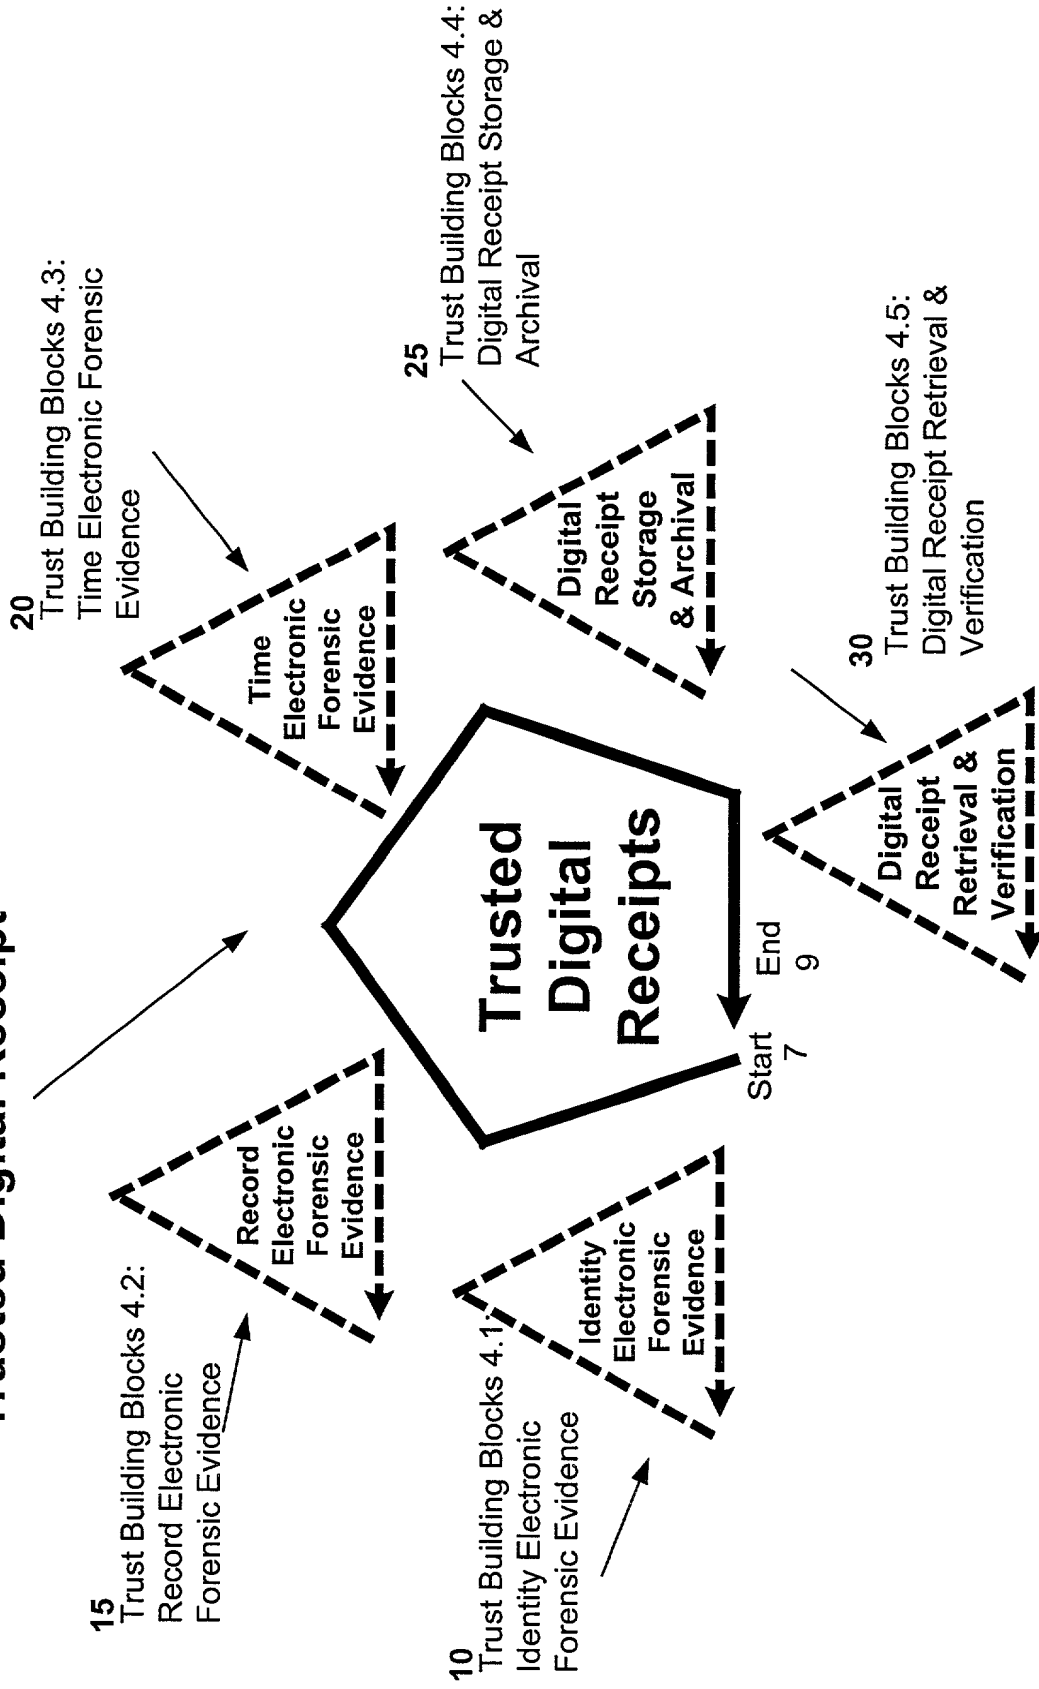 Trusted Digital Receipt
20
Trust Building Blocks 4.3:
Time Electronic Forensic
Evidence
15
Trust Building Blocks 4.2:
Record Electronic
Forensic Evidence
Record
Electronic
Forensic
Evidence
Time
Electronic
Forensic
Evidence
25
Trust Building Blocks 4.4:
Digital Receipt Storage &
Archival
10
Trust Building Blocks 4.1:
Identity Electronic
Forensic Evidence
Identity
Electronic
Forensic
Evidence
Trusted
Digital
Receipts
Digital
Receipt
Storage
& Archival
Start
7
End
9
30
Trust Building Blocks 4.5:
Digital Receipt Retrieval &
Verification
Digital
Receipt
Retrieval &
Verification